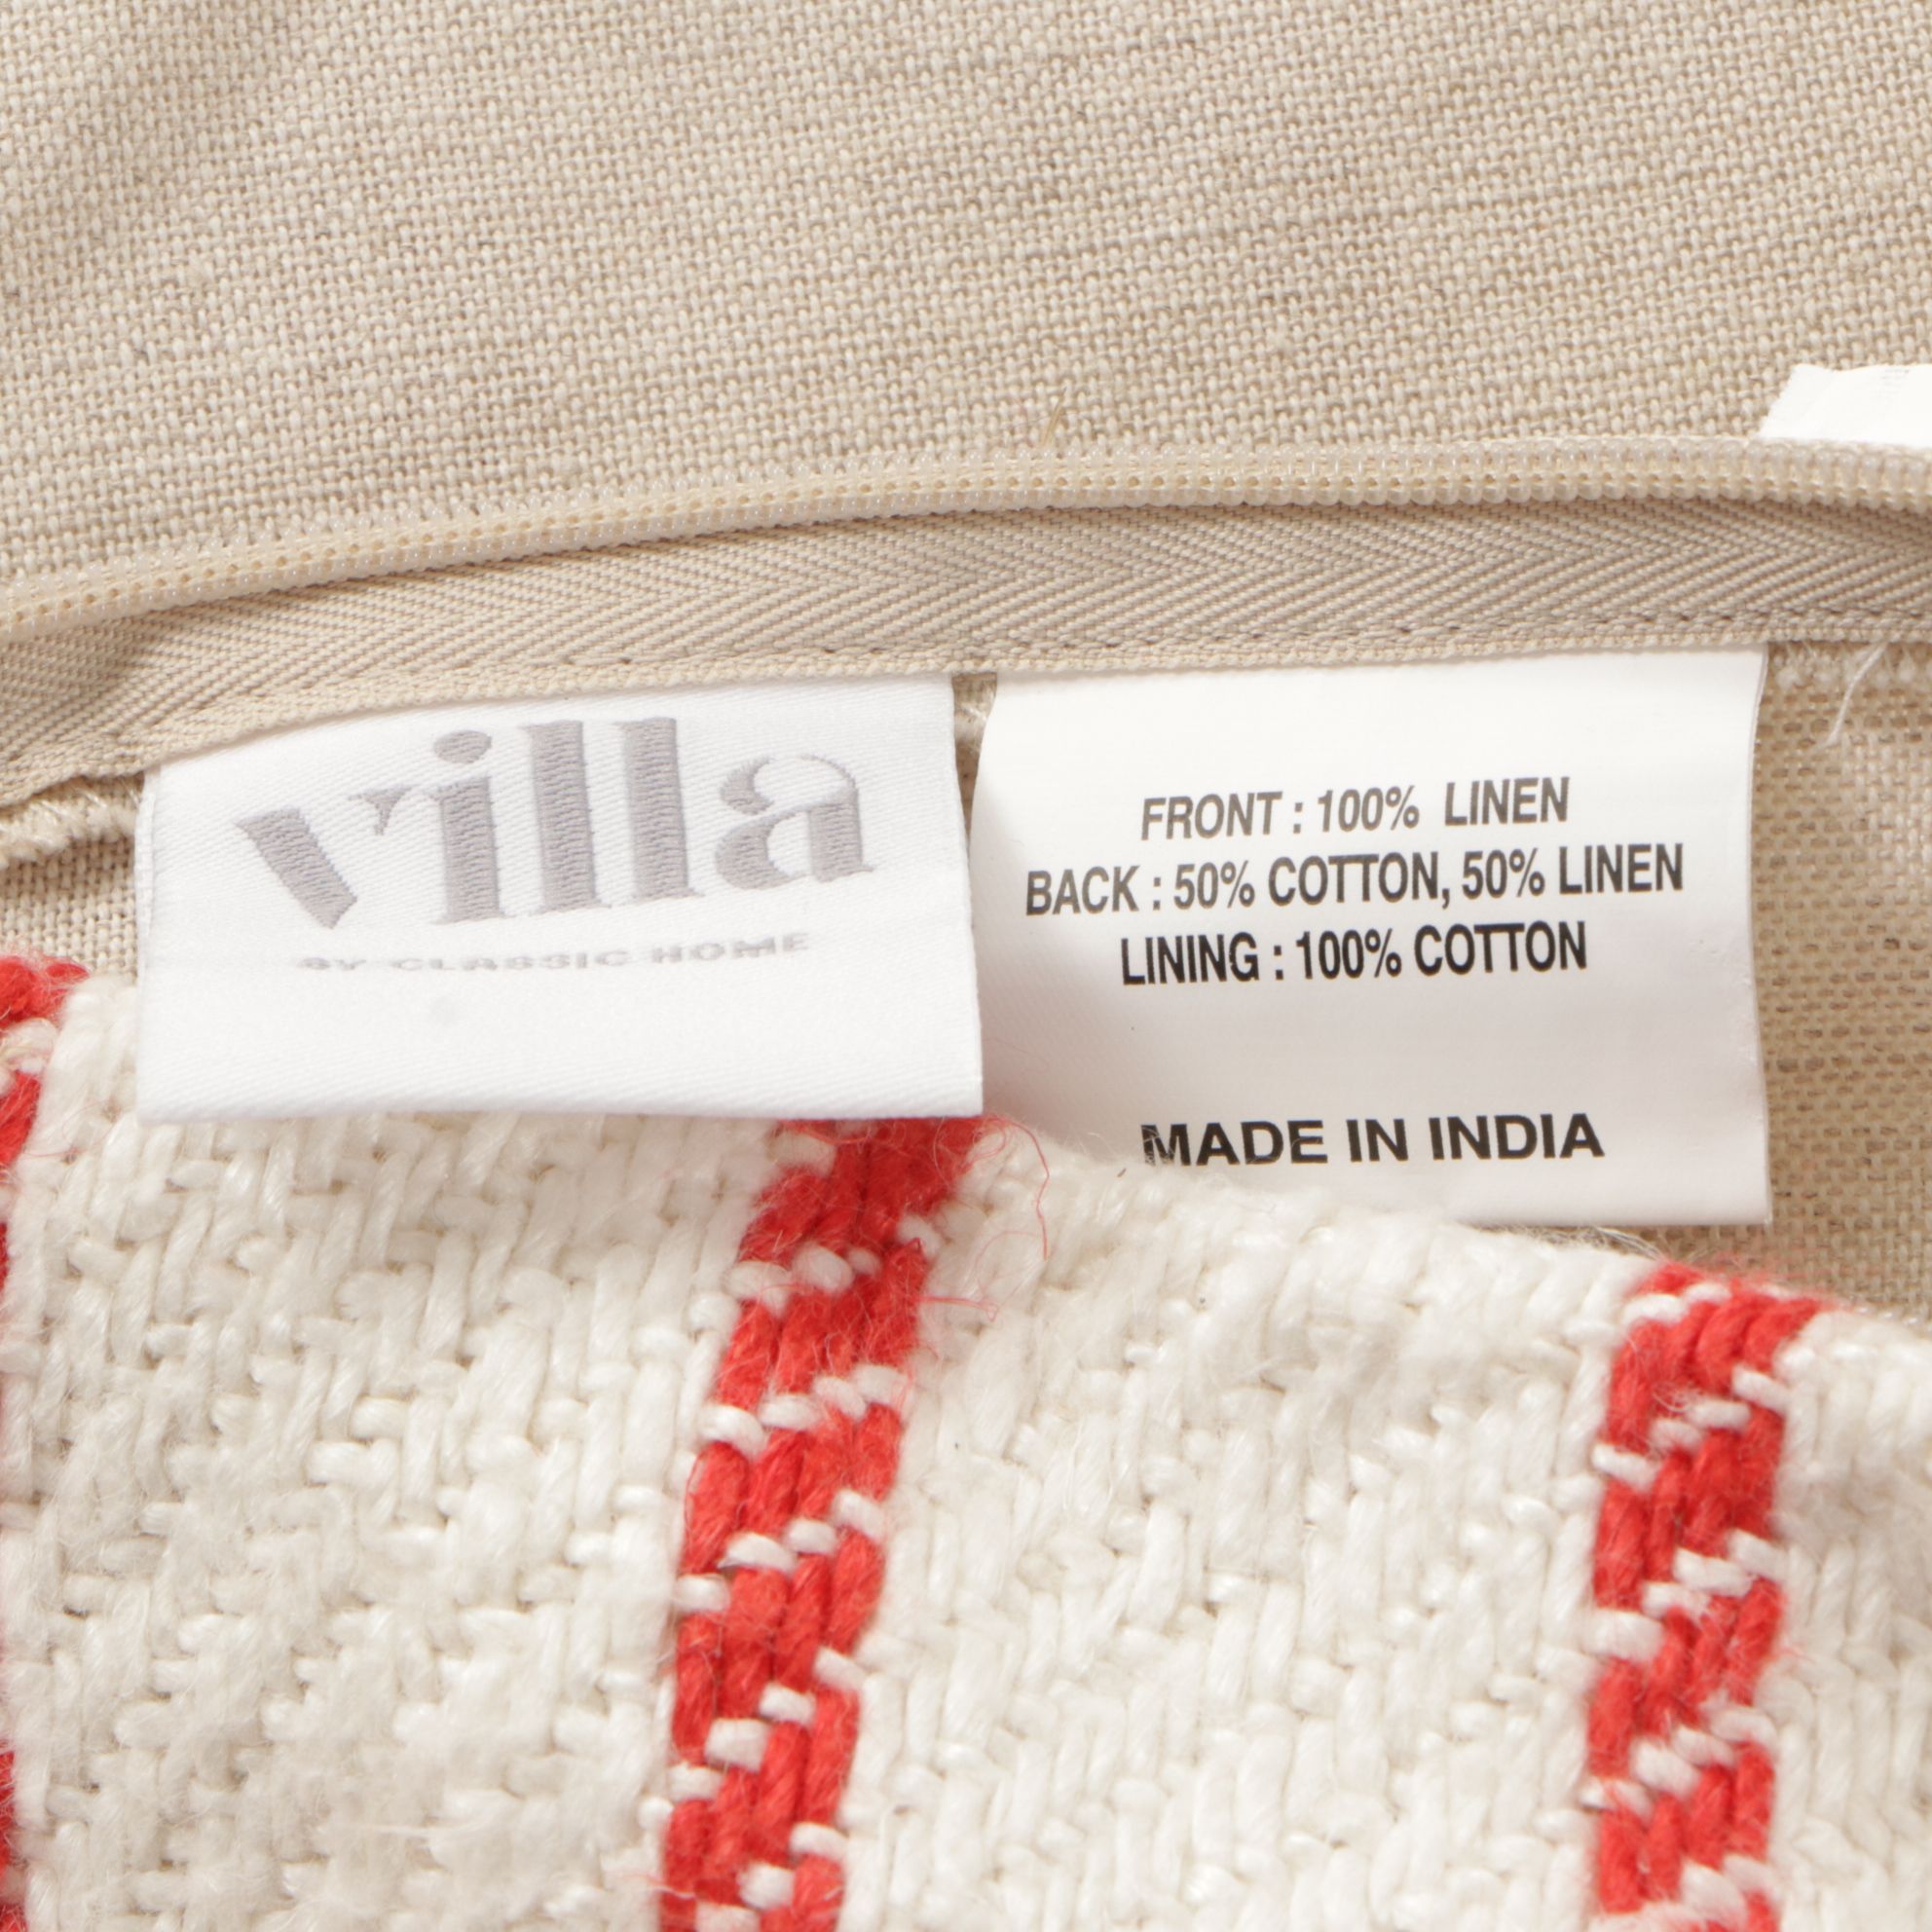 villa
BY CLASSIC HOME
FRONT : 100% LINEN
BACK : 50% COTTON, 50% LINEN
LINING : 100% COTTON
MADE IN INDIA